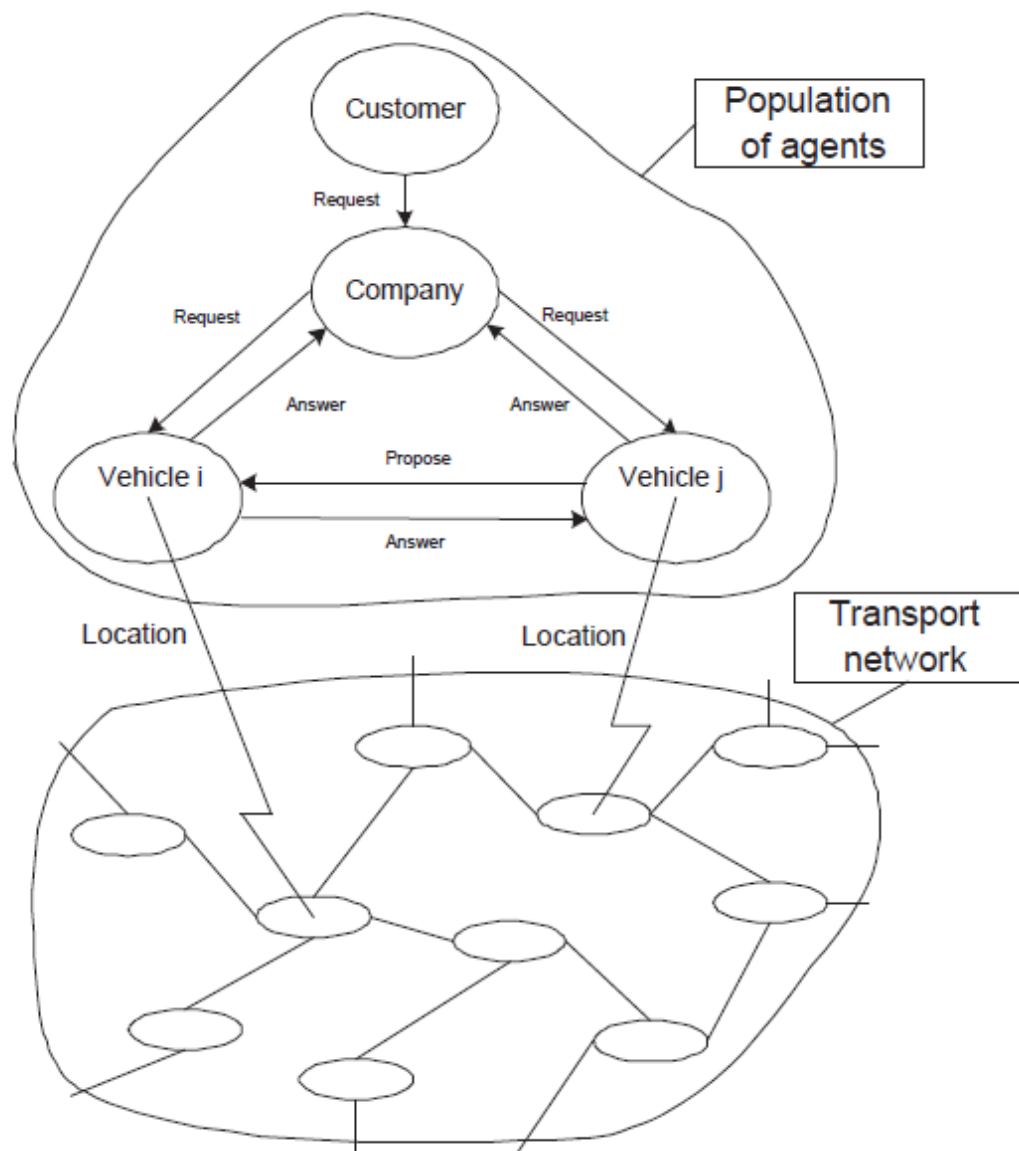 Customer
Population
of agents
Request
Company
Request
Request
Answer
Answer
Vehicle i
Propose
Vehicle j
Answer
Location
Location
Transport
network